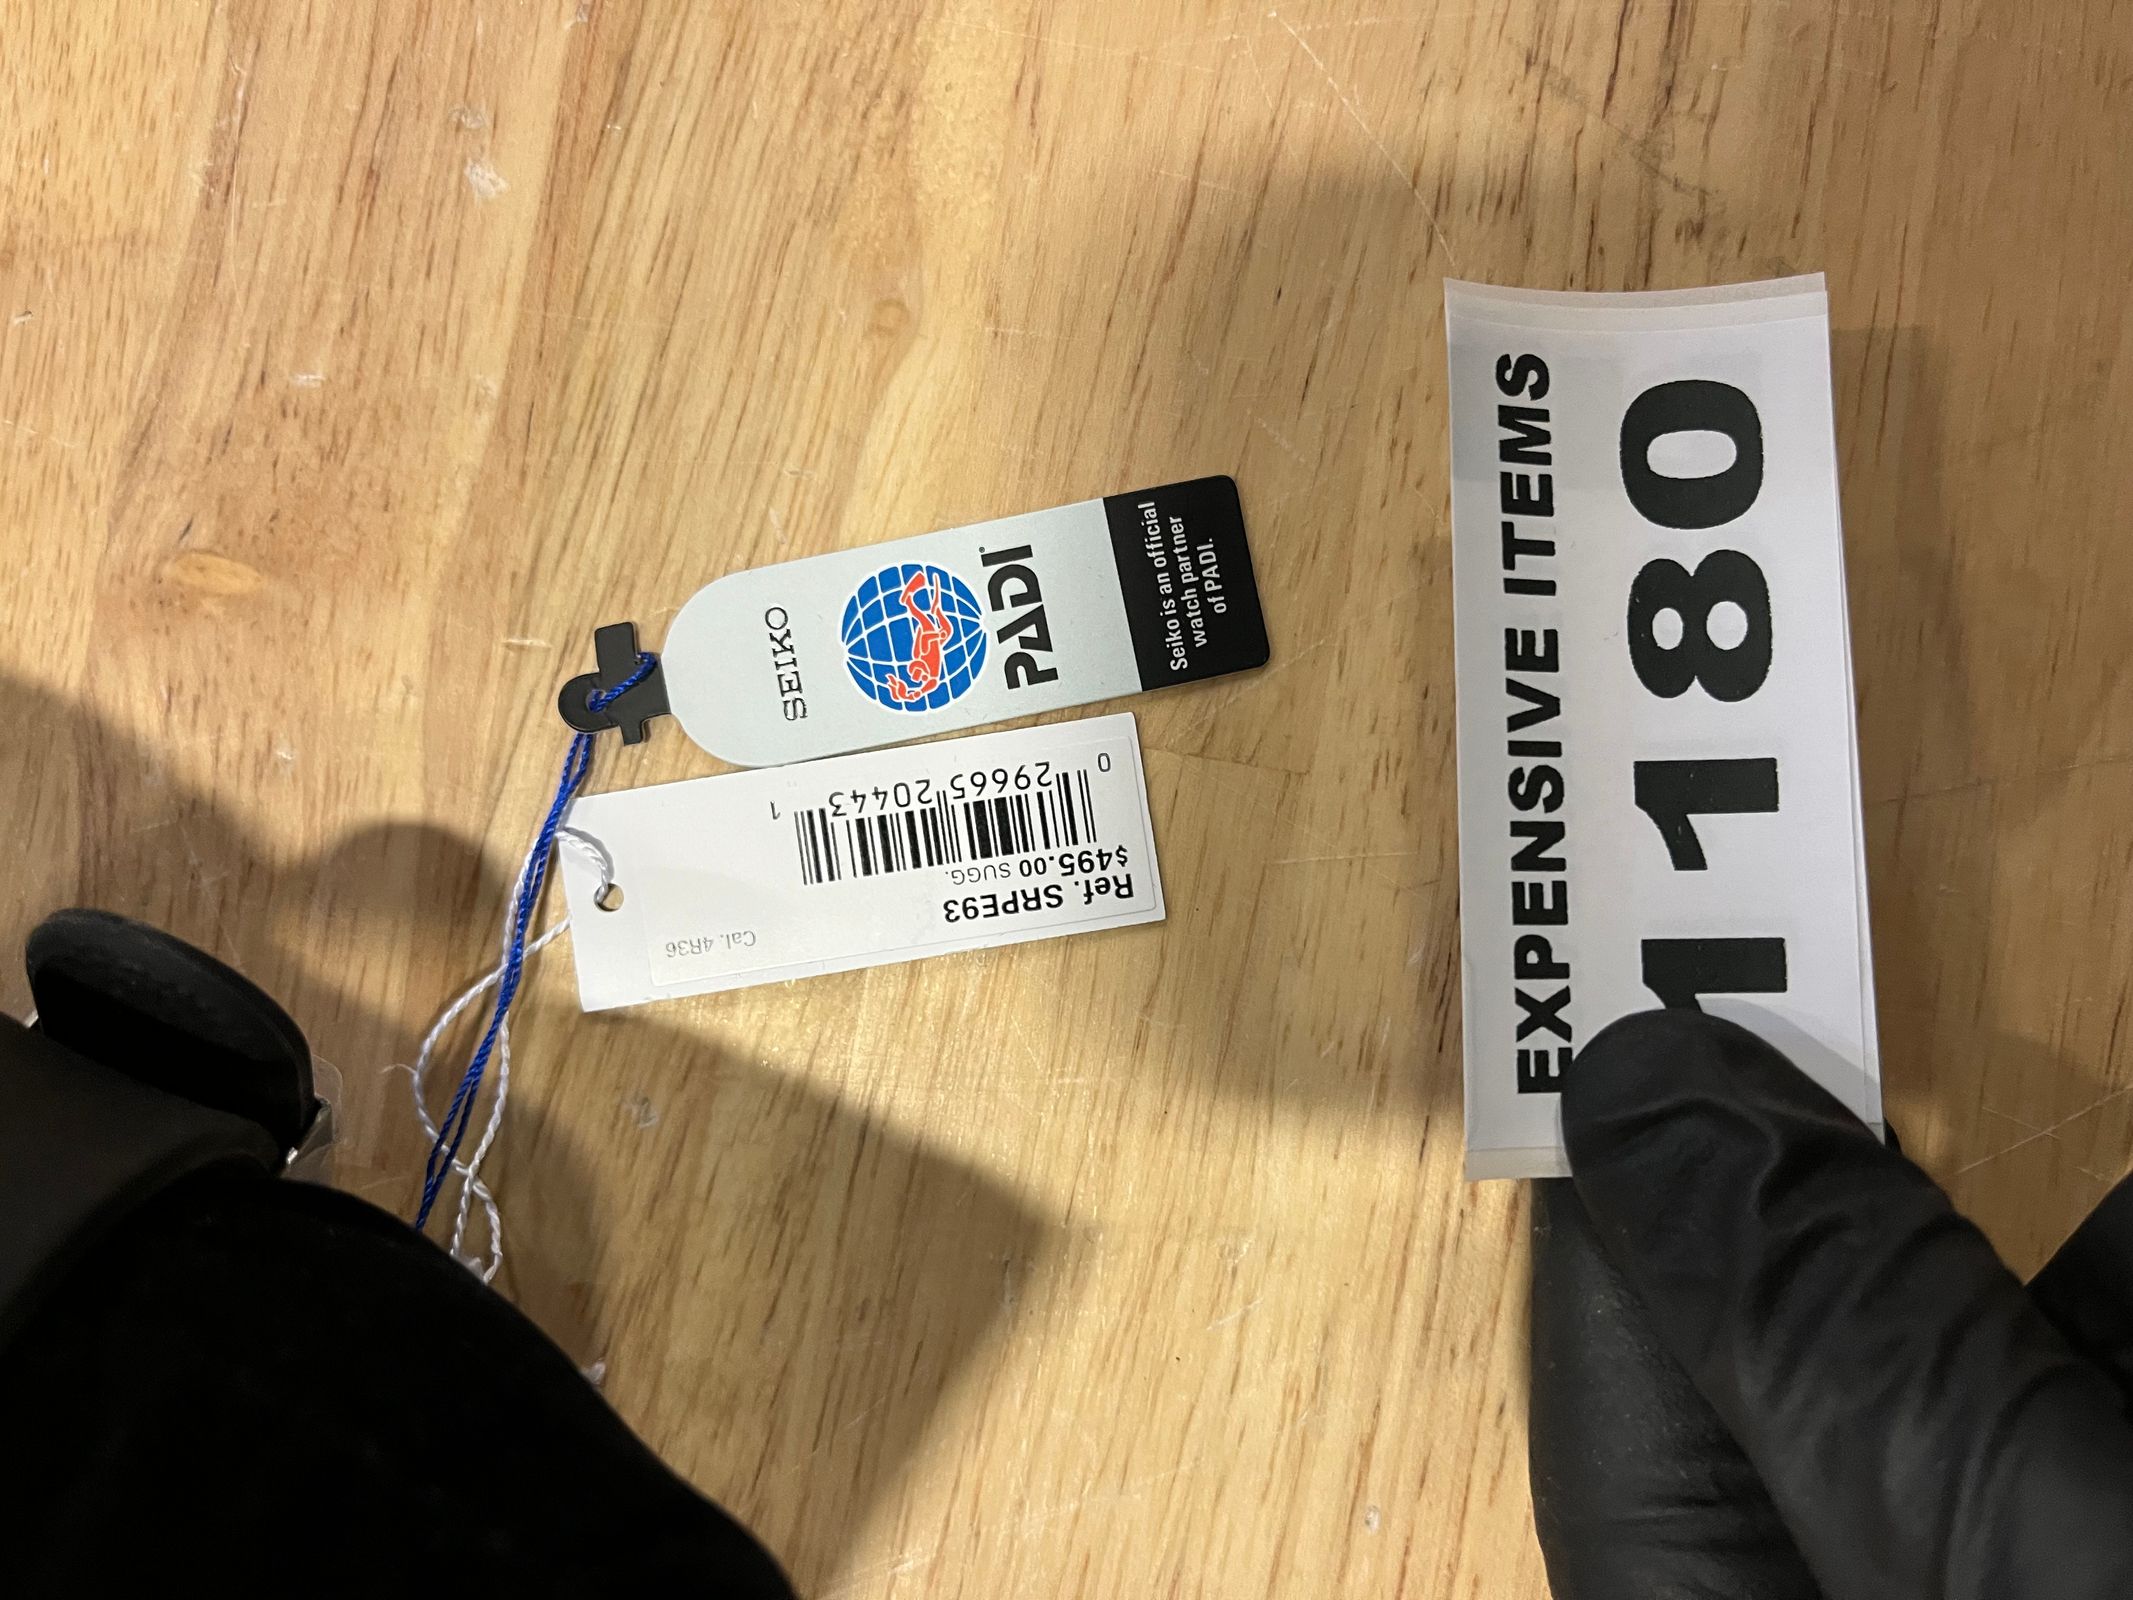 SEIKO
PADI
Seiko is an official
watch partner
of PADI.
Ref. SRPE93
$495.00 SUGG.
0 29665 20443 1
Cal. 4R36
EXPENSIVE ITEMS
1180